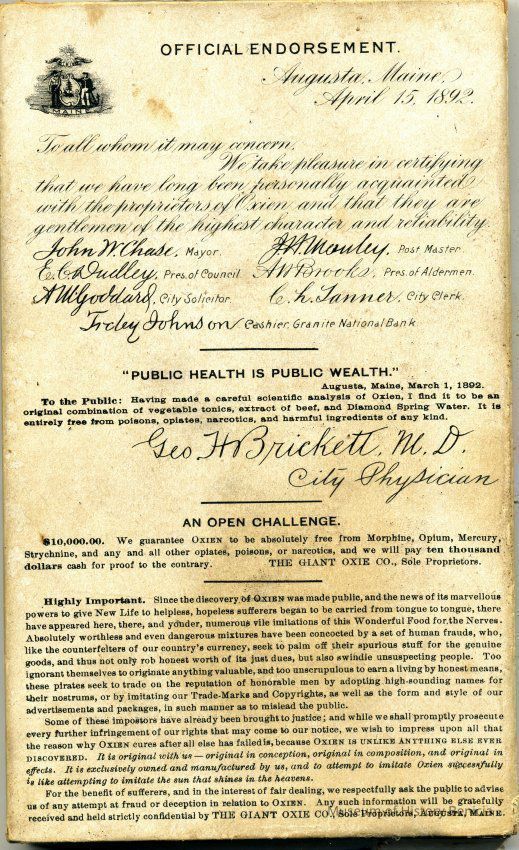 OFFICIAL ENDORSEMENT.
MAINE
Augusta, Maine,
April 15, 1892.
To all whom it may concern.
We take pleasure in certifying
that we have long been personally acquainted
with the proprietors of Oxien and that they are
gentlemen of the highest character and reliability.
John W. Chase, Mayor. J. H. Manley, Post Master.
E. C. Dudley, Pres. of Council. A. W. Brooks, Pres. of Aldermen.
A. M. Goddard, City Solicitor. C. h. Tanner, City Clerk.
Treby Johnson Cashier, Granite National Bank.
"PUBLIC HEALTH IS PUBLIC WEALTH."
Augusta, Maine, March 1, 1892.
To the Public: Having made a careful scientific analysis of Oxien, I find it to be an
original combination of vegetable tonics, extract of beef, and Diamond Spring Water. It is
entirely free from poisons, opiates, narcotics, and harmful ingredients of any kind.
Geo. H. Brickett, M. D.
City Physician
AN OPEN CHALLENGE.
$10,000.00. We guarantee OXIEN to be absolutely free from Morphine, Opium, Mercury,
Strychnine, and any and all other opiates, poisons, or narcotics, and we will pay ten thousand
dollars cash for proof to the contrary. THE GIANT OXIE CO., Sole Proprietors.
Highly Important. Since the discovery of OXIEN was made public, and the news of its marvellous
powers to give New Life to helpless, hopeless sufferers began to be carried from tongue to tongue, there
have appeared here, there, and yonder, numerous vile imitations of this Wonderful Food for the Nerves.
Absolutely worthless and even dangerous mixtures have been concocted by a set of human frauds, who,
like the counterfeiters of our country's currency, seek to palm off their spurious stuff for the genuine
goods, and thus not only rob honest worth of its just dues, but also swindle unsuspecting people. Too
ignorant themselves to originate anything valuable, and too unscrupulous to earn a living by honest means,
these pirates seek to trade on the reputation of honorable men by adopting high-sounding names for
their nostrums, or by imitating our Trade-Marks and Copyrights, as well as the form and style of our
advertisements and packages, in such manner as to mislead the public.
Some of these impostors have already been brought to justice; and while we shall promptly prosecute
every further infringement of our rights that may come to our notice, we wish to impress upon all that
the reason why OXIEN cures after all else has failed is, because OXIEN IS UNLIKE ANYTHING ELSE EVER
DISCOVERED. It is original with us — original in conception, original in composition, and original in
effects. It is exclusively owned and manufactured by us, and to attempt to imitate Oxien successfully
is like attempting to imitate the sun that shines in the heavens.
For the benefit of sufferers, and in the interest of fair dealing, we respectfully ask the public to advise
us of any attempt at fraud or deception in relation to OXIEN. Any such information will be gratefully
received and held strictly confidential by THE GIANT OXIE CO., Sole Proprietors, AUGUSTA, MAINE.